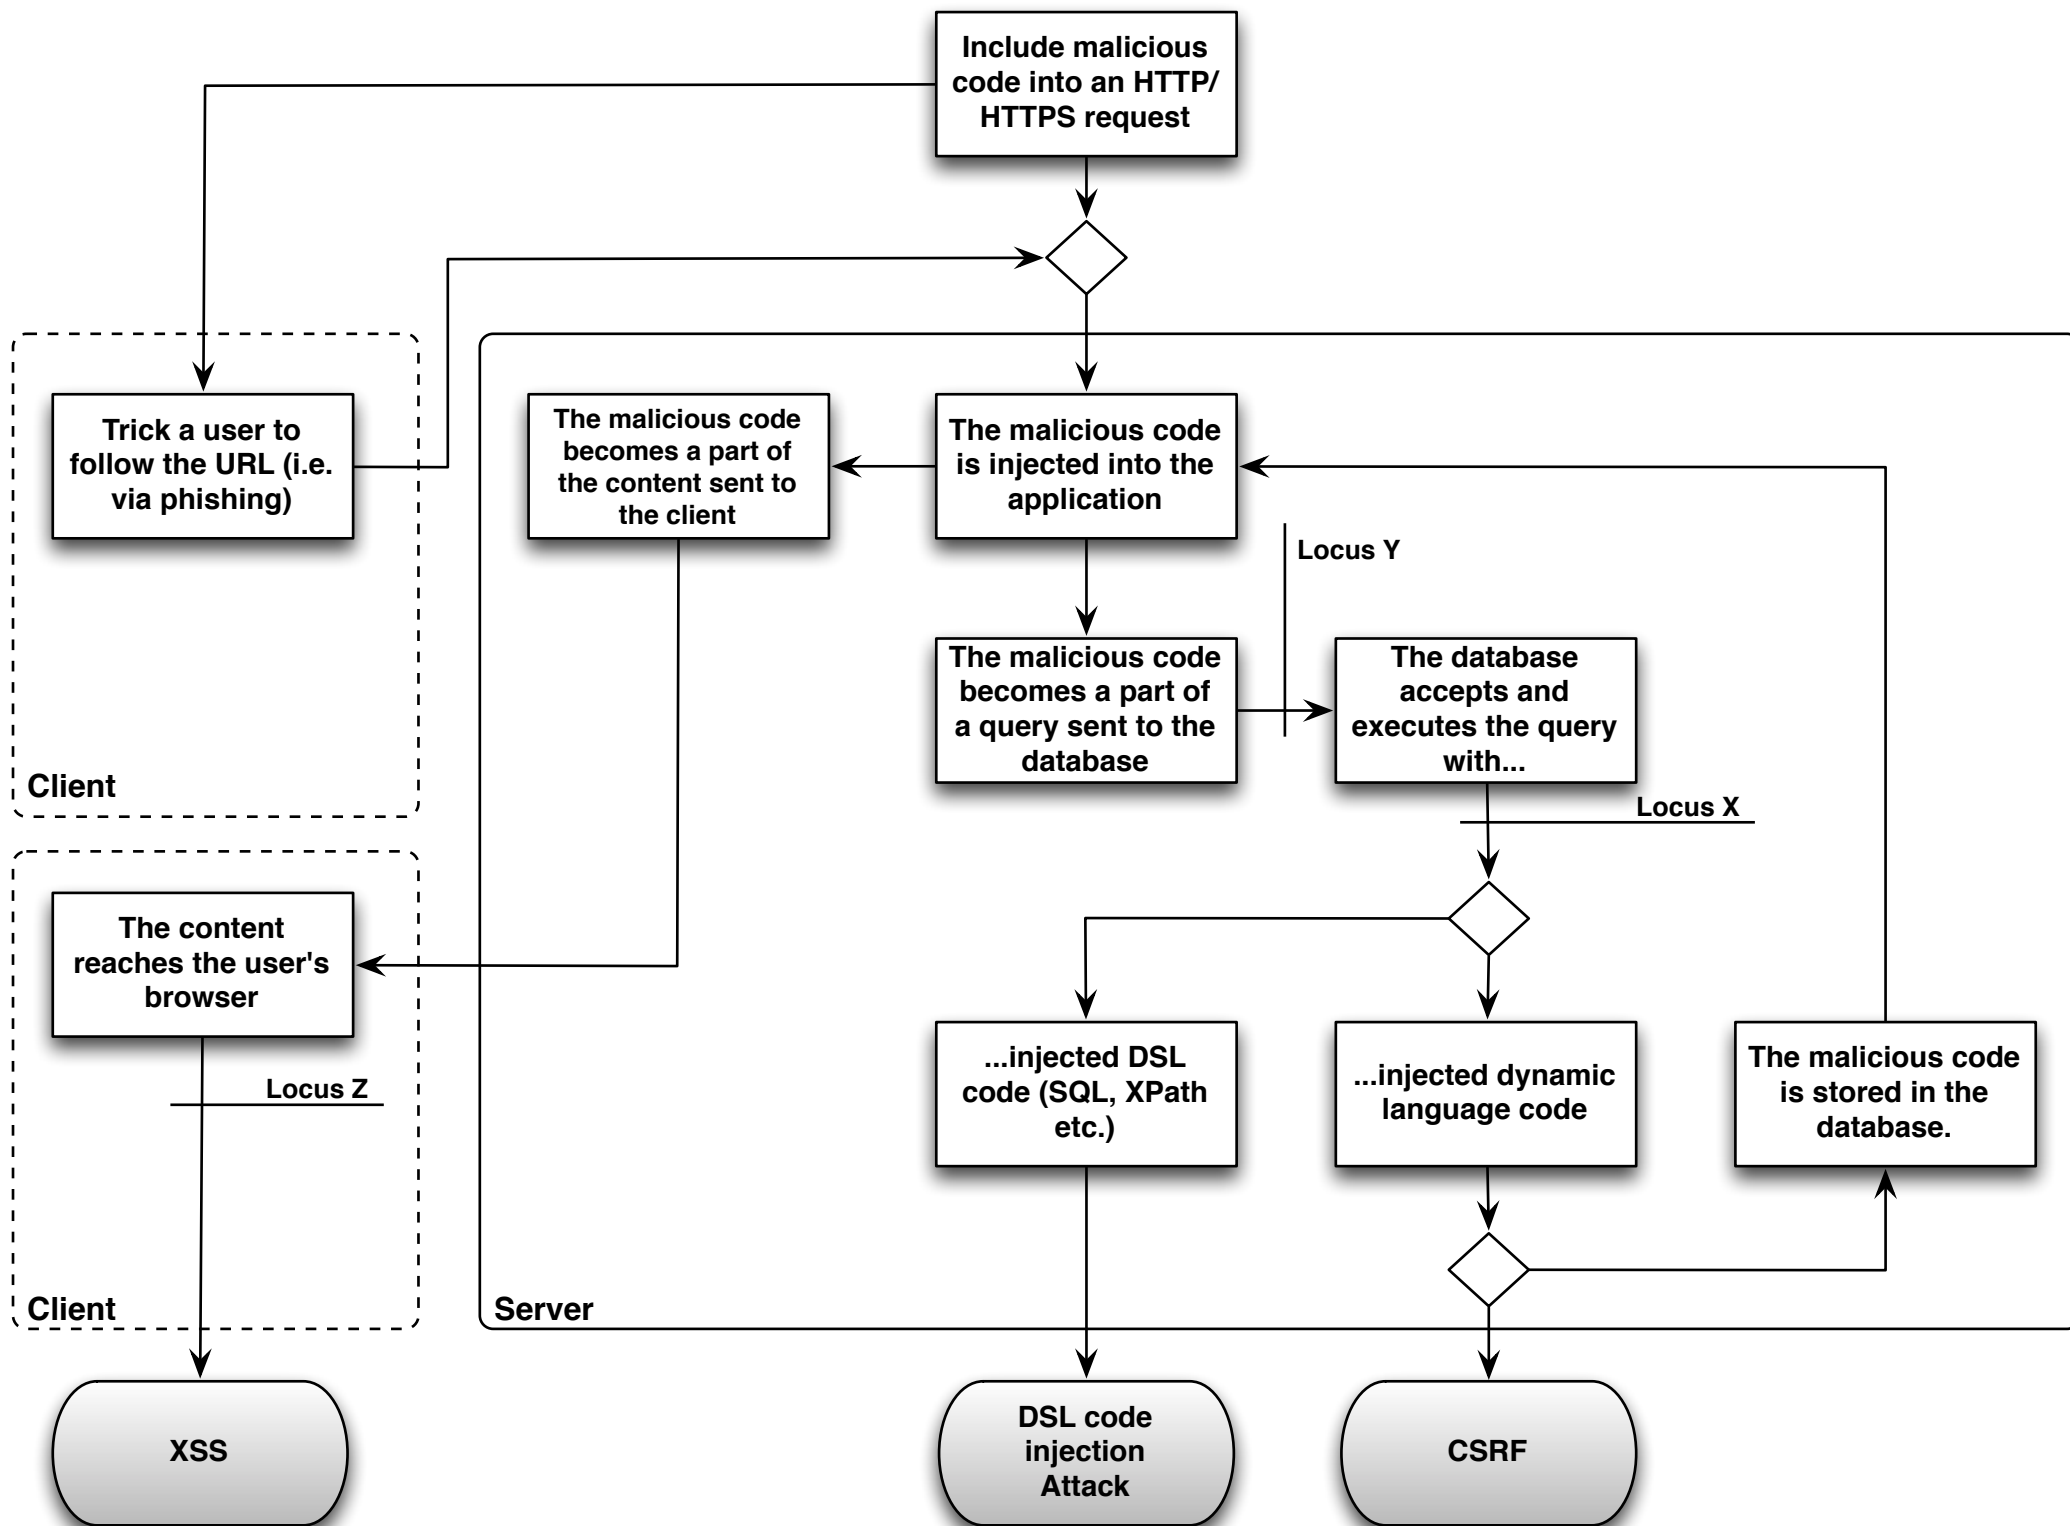 Include malicious
code into an HTTP/
HTTPS request
Trick a user to
follow the URL (i.e.
via phishing)
The malicious code
becomes a part of
the content sent to
the client
The malicious code
is injected into the
application
Locus Y
The malicious code
becomes a part of
a query sent to the
database
The database
accepts and
executes the query
with...
Client
Locus X
The content
reaches the user's
browser
Locus Z
...injected DSL
code (SQL, XPath
etc.)
...injected dynamic
language code
The malicious code
is stored in the
database.
Client
Server
XSS
DSL code
injection
Attack
CSRF